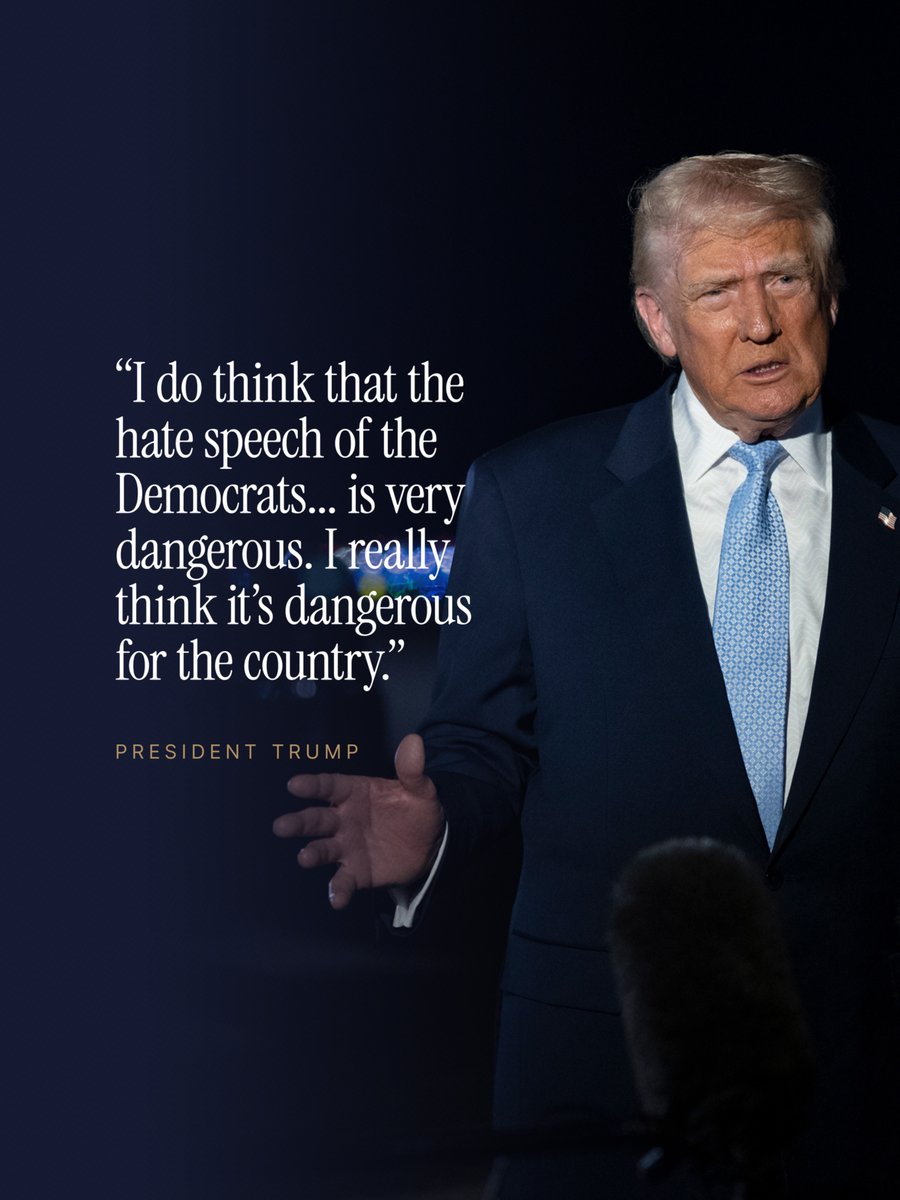 “I do think that the
hate speech of the
Democrats... is very
dangerous. I really
think it’s dangerous
for the country.”
PRESIDENT TRUMP